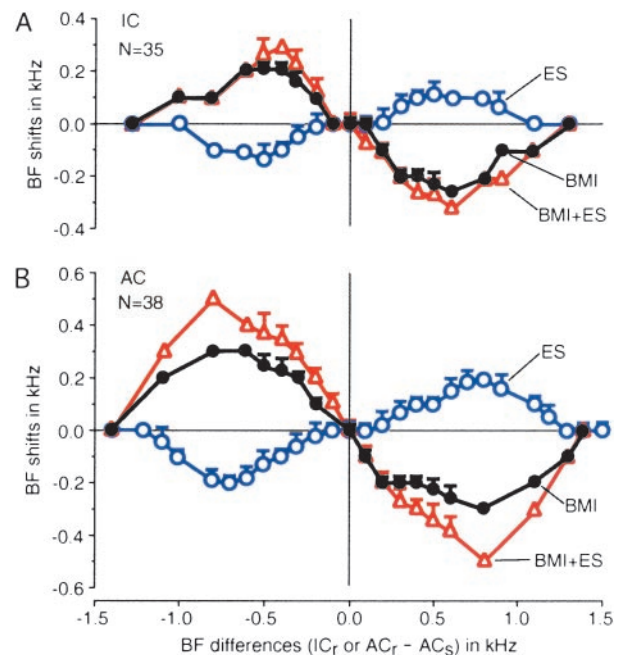 A
IC
N=35
BF shifts in kHz
0.4
0.2
0.0
-0.2
-0.4
ES
BMI
BMI+ES
B
AC
N=38
BF shifts in kHz
0.6
0.4
0.2
0.0
-0.2
-0.4
-0.6
ES
BMI
BMI+ES
-1.5 -1.0 -0.5 0.0 0.5 1.0 1.5
BF differences (ICr or ACr – ACs) in kHz